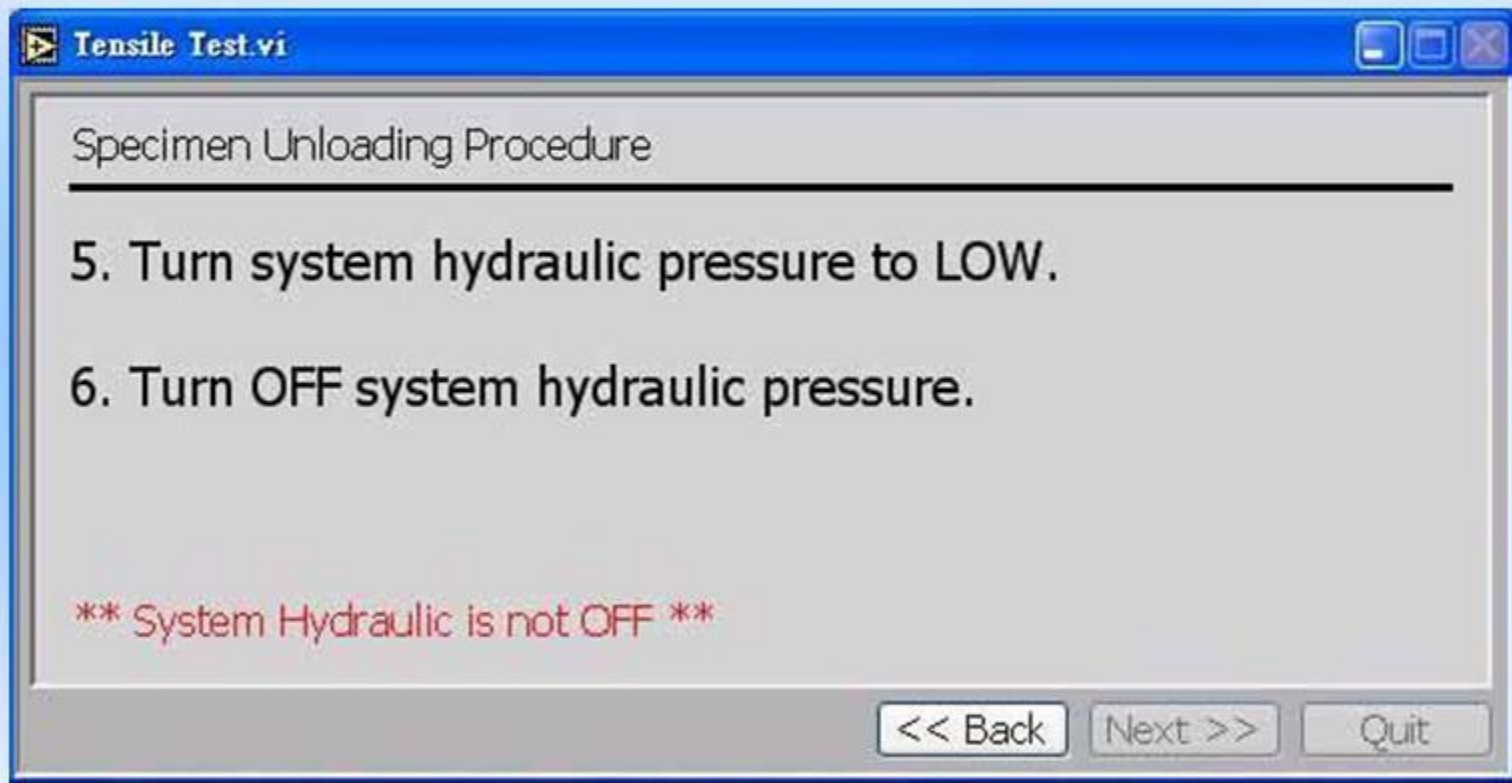 Tensile Test.vi
Specimen Unloading Procedure
5. Turn system hydraulic pressure to LOW.
6. Turn OFF system hydraulic pressure.
** System Hydraulic is not OFF **
<< Back Next >> Quit